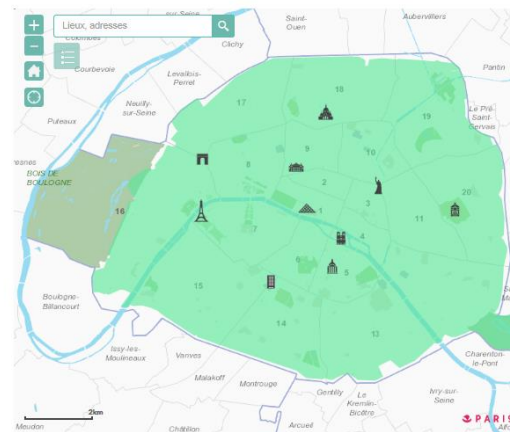 Lieux, adresses
sur-Seine
Colombes
Courbevoie
Saint-
Ouen
Aubervilliers
Clichy
Levallois-
Perret
Pantin
Neuilly-
sur-Seine
Puteaux
Le Pré-
Saint-
Gervais
17
18
19
BOIS DE
BOULOGNE
16
8
9
10
2
3
20
11
1
4
7
6
5
15
14
13
Boulogne-
Billancourt
Issy-les-
Moulineaux
Vanves
Malakoff
Montrouge
Gentilly
Le
Kremlin-
Bicêtre
Ivry-sur-
Seine
Charenton-
le-Pont
2km
Meudon
Châtillon
Arcueil
PARIS